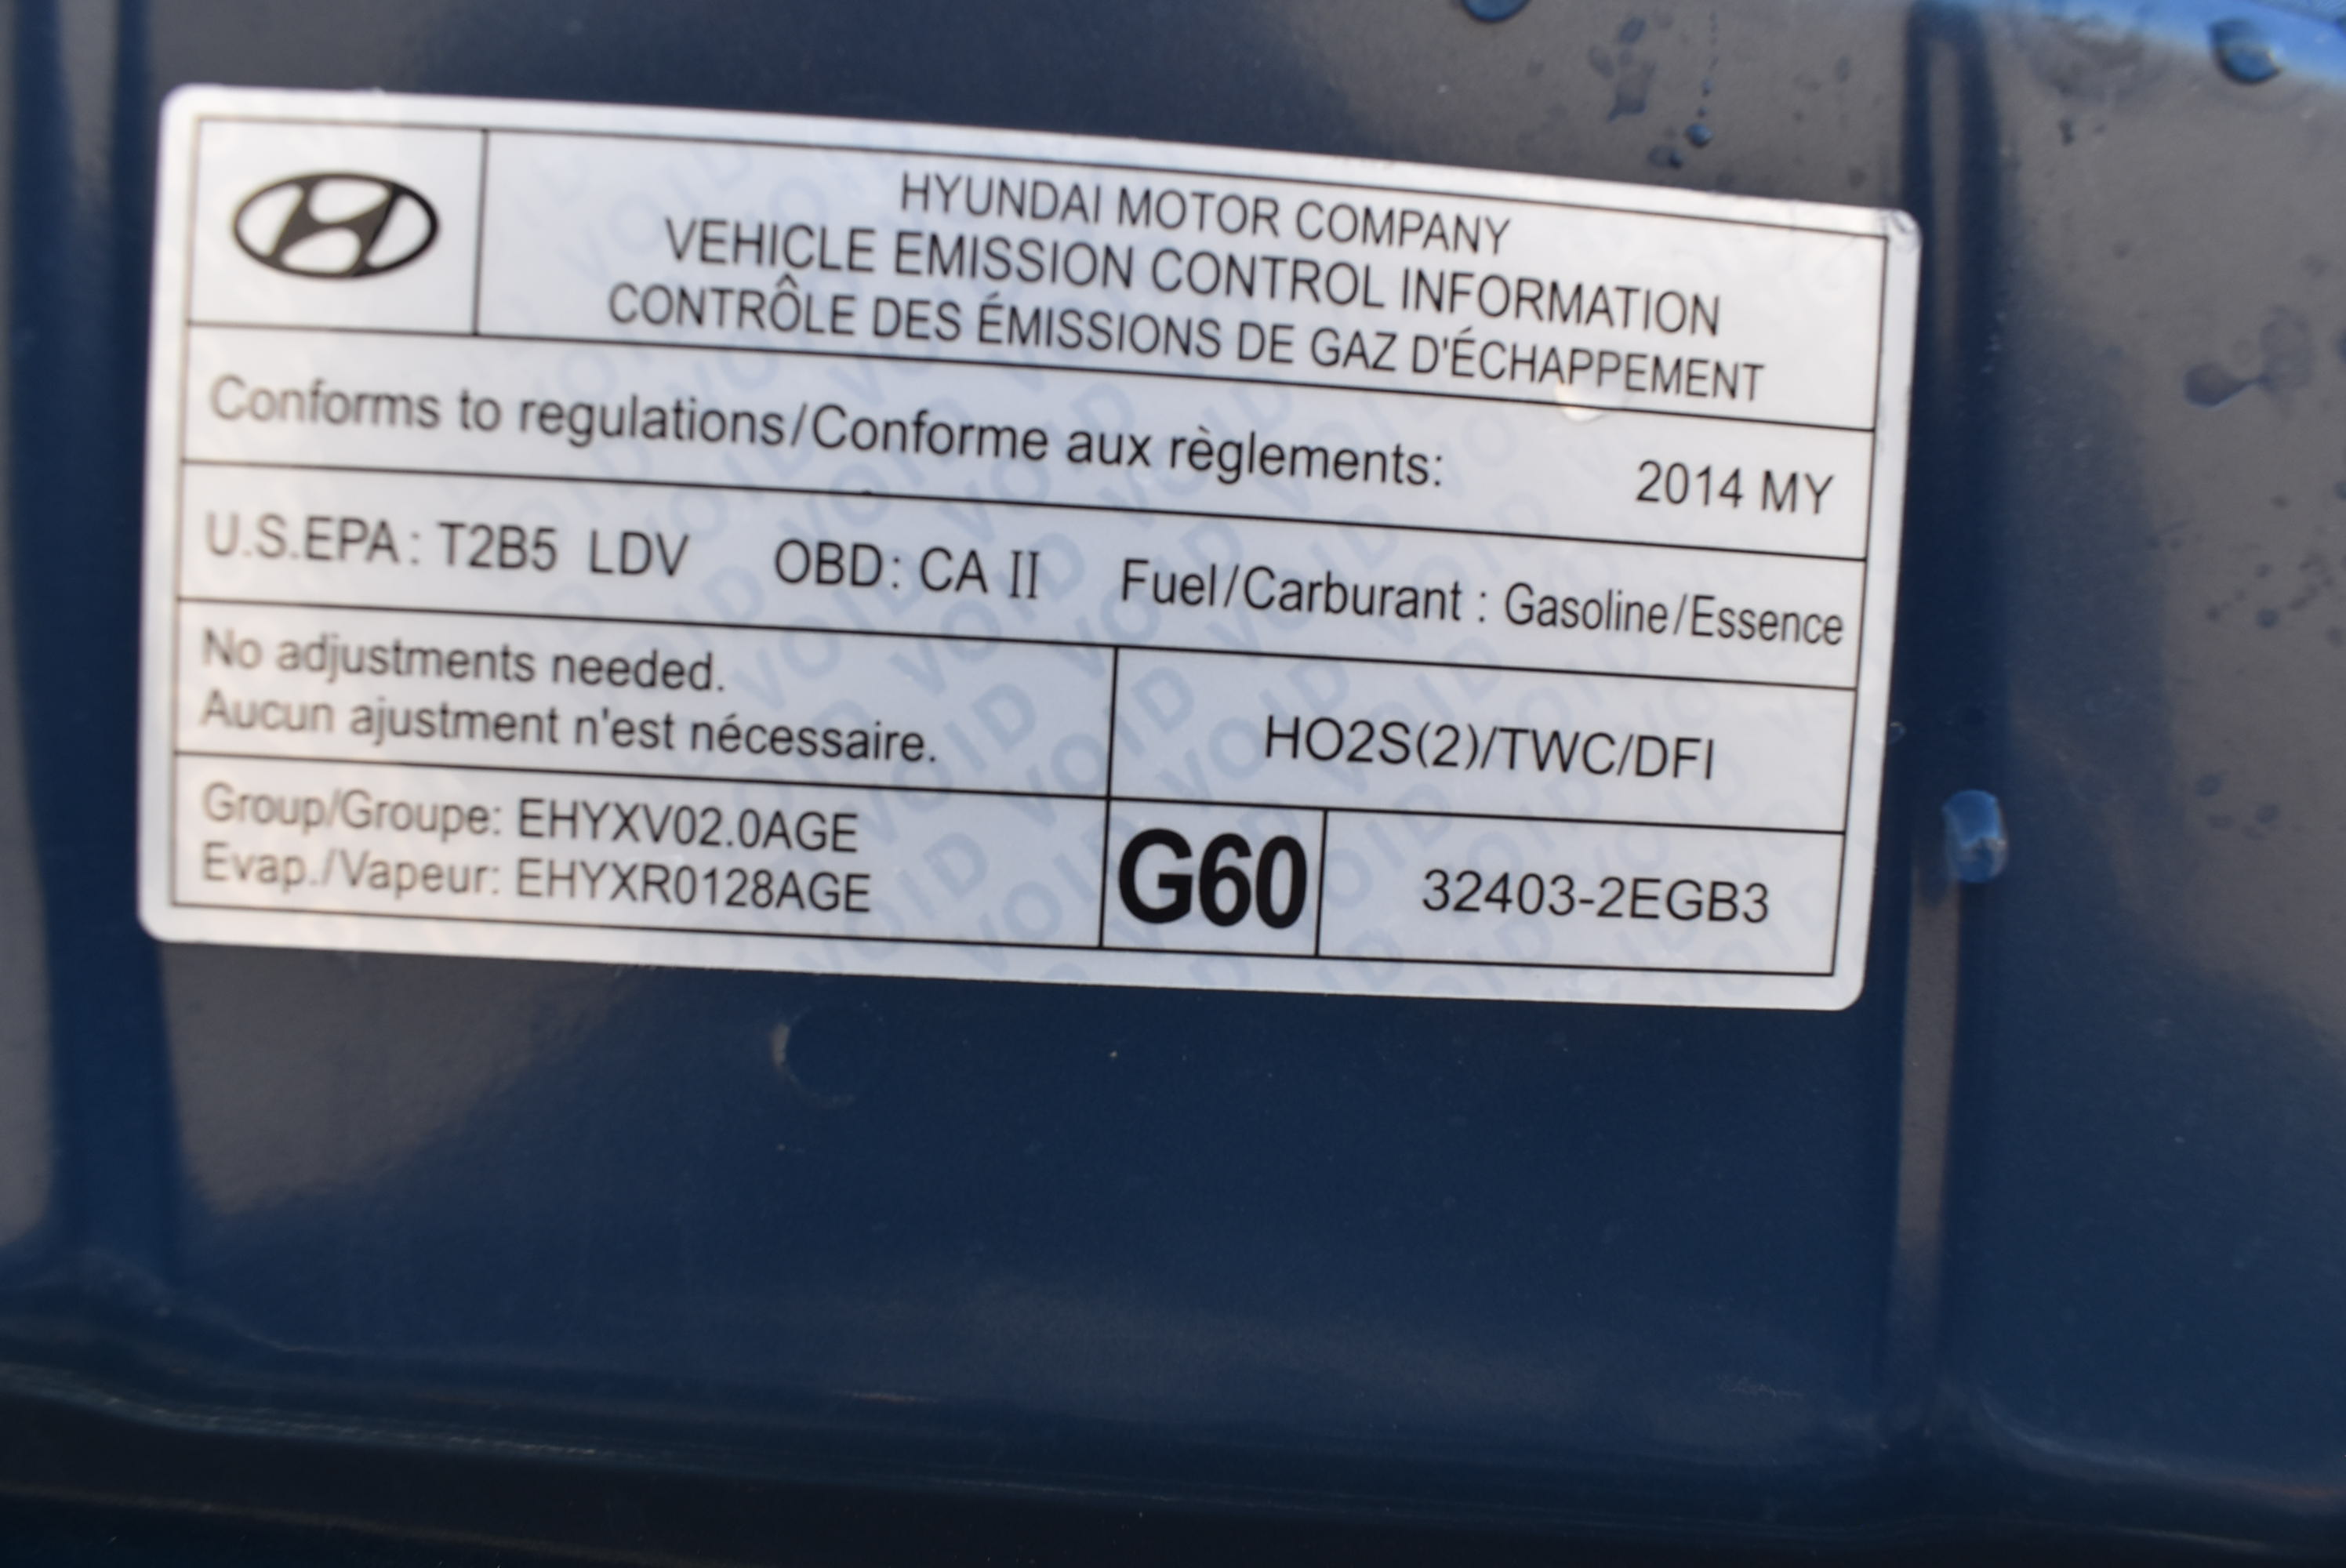 HYUNDAI MOTOR COMPANY
VEHICLE EMISSION CONTROL INFORMATION
CONTRÔLE DES ÉMISSIONS DE GAZ D'ÉCHAPPEMENT
Conforms to regulations/Conforme aux règlements: 2014 MY
U.S.EPA: T2B5 LDV OBD: CA II Fuel/Carburant : Gasoline/Essence
No adjustments needed.
Aucun ajustment n'est nécessaire.
HO2S(2)/TWC/DFI
Group/Groupe: EHYXV02.0AGE
Evap./Vapeur: EHYXR0128AGE
G60
32403-2EGB3